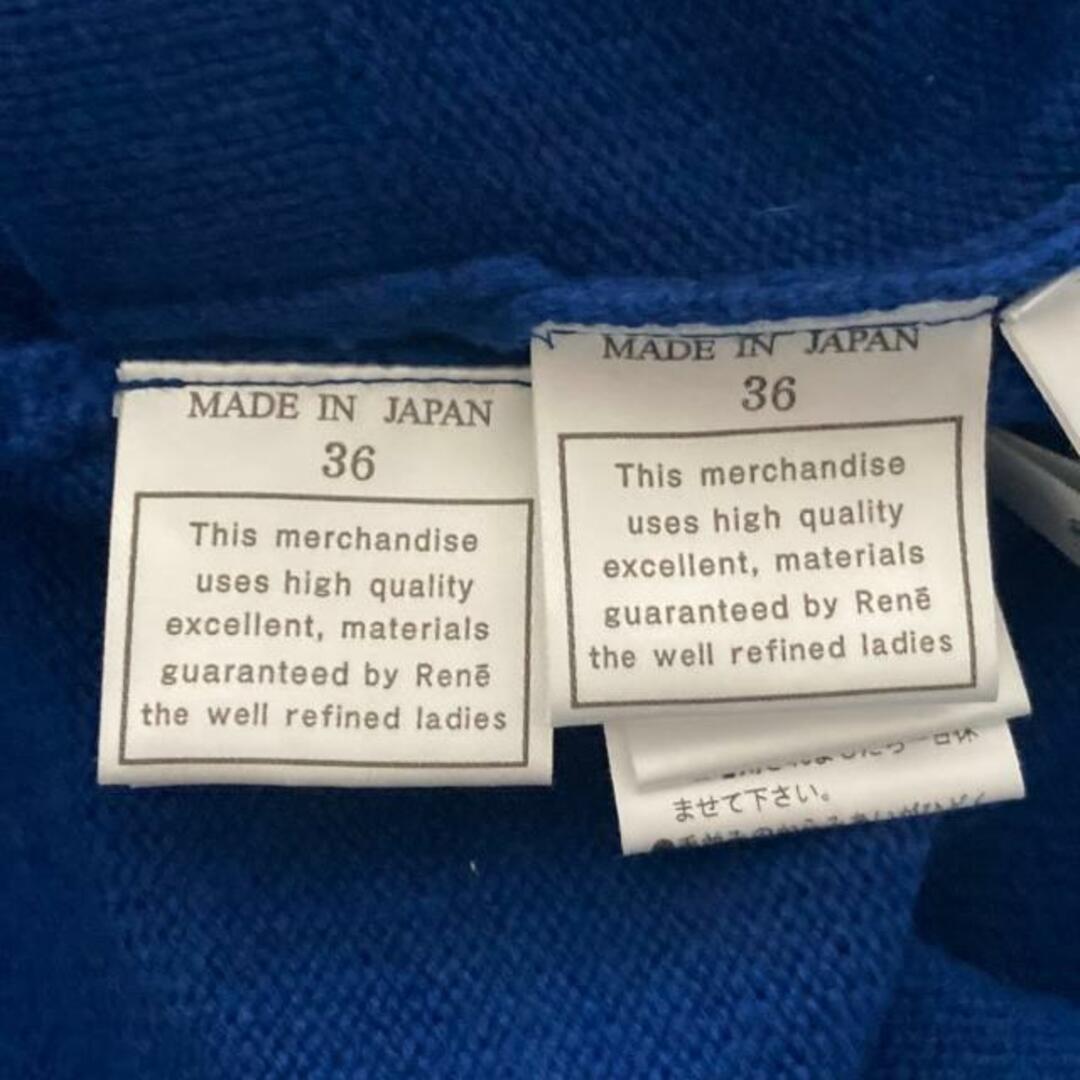 MADE IN JAPAN
36
This merchandise
uses high quality
excellent, materials
guaranteed by Renē
the well refined ladies
MADE IN JAPAN
36
This merchandise
uses high quality
excellent, materials
guaranteed by Renē
the well refined ladies
ませて下さい。